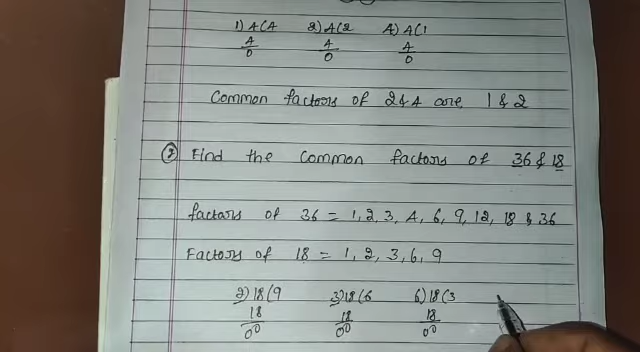 1) 4(4 2) 4(2 4) 4(1
4 4 4
0 0 0
Common factors of 2 & 4 are 1 & 2
Find the common factors of 36 & 18
factors of 36 = 1, 2, 3, 4, 6, 9, 12, 18 & 36
Factors of 18 = 1, 2, 3, 6, 9
2) 18(9 3) 18(6 6) 18(3
18 18 18
00 00 00